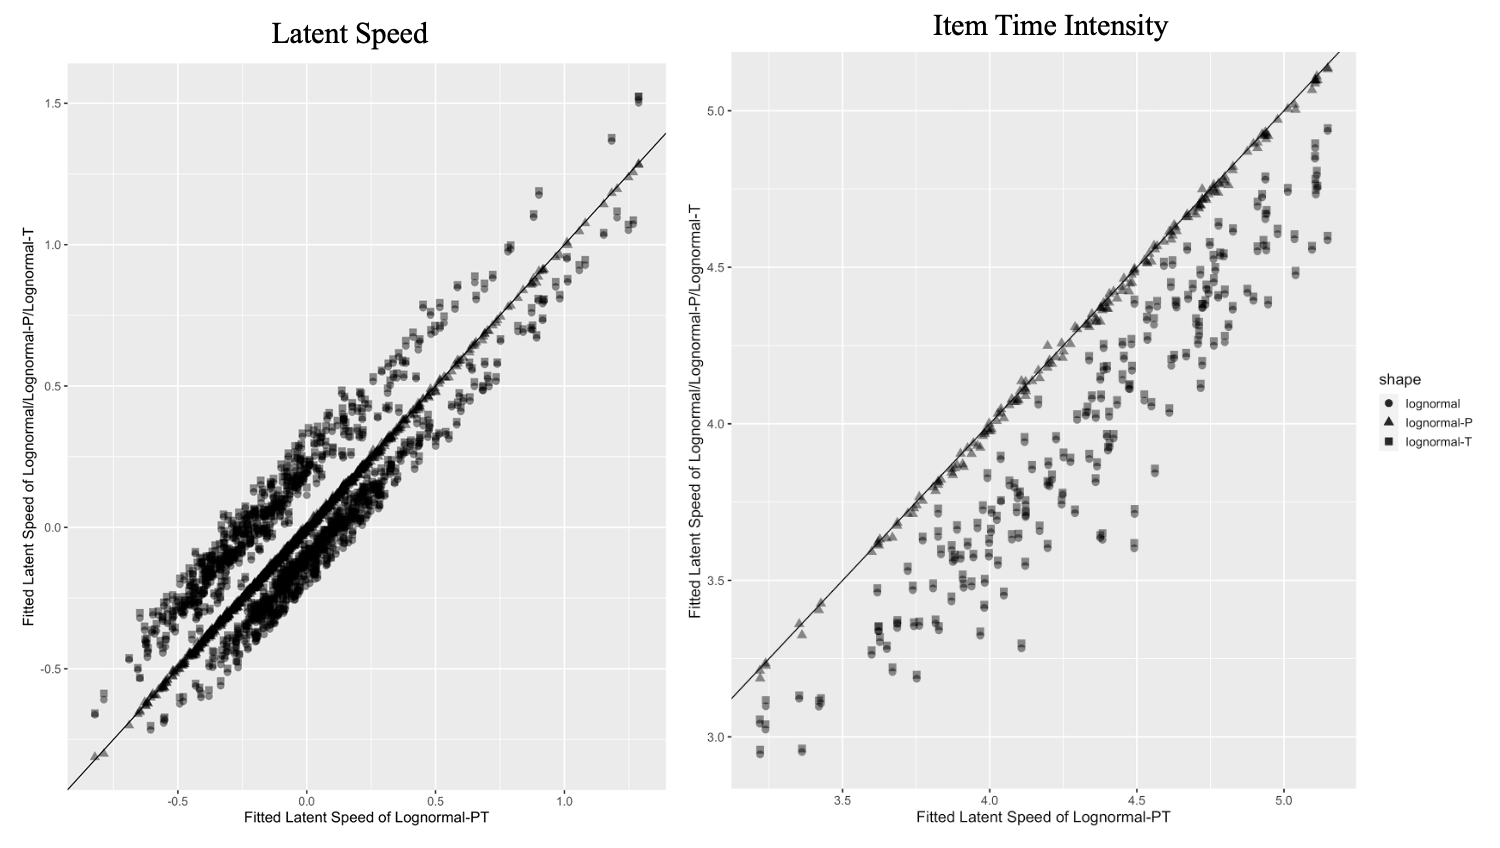 Latent Speed
Item Time Intensity
Fitted Latent Speed of Lognormal/Lognormal-P/Lognormal-T
1.5
1.0
0.5
0.0
-0.5
-0.5
0.0
0.5
1.0
Fitted Latent Speed of Lognormal-PT
Fitted Latent Speed of Lognormal/Lognormal-P/Lognormal-T
5.0
4.5
4.0
3.5
3.0
3.5
4.0
4.5
5.0
Fitted Latent Speed of Lognormal-PT
shape
lognormal
lognormal-P
lognormal-T